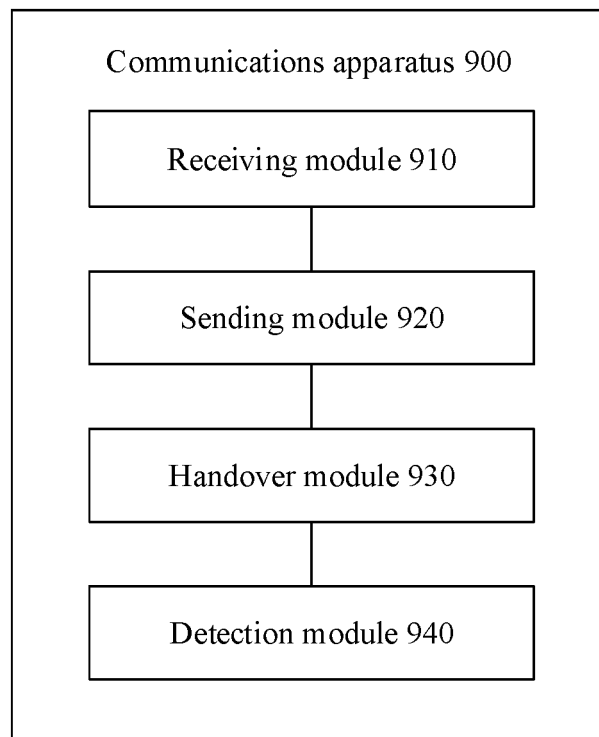 Communications apparatus 900
Receiving module 910
Sending module 920
Handover module 930
Detection module 940